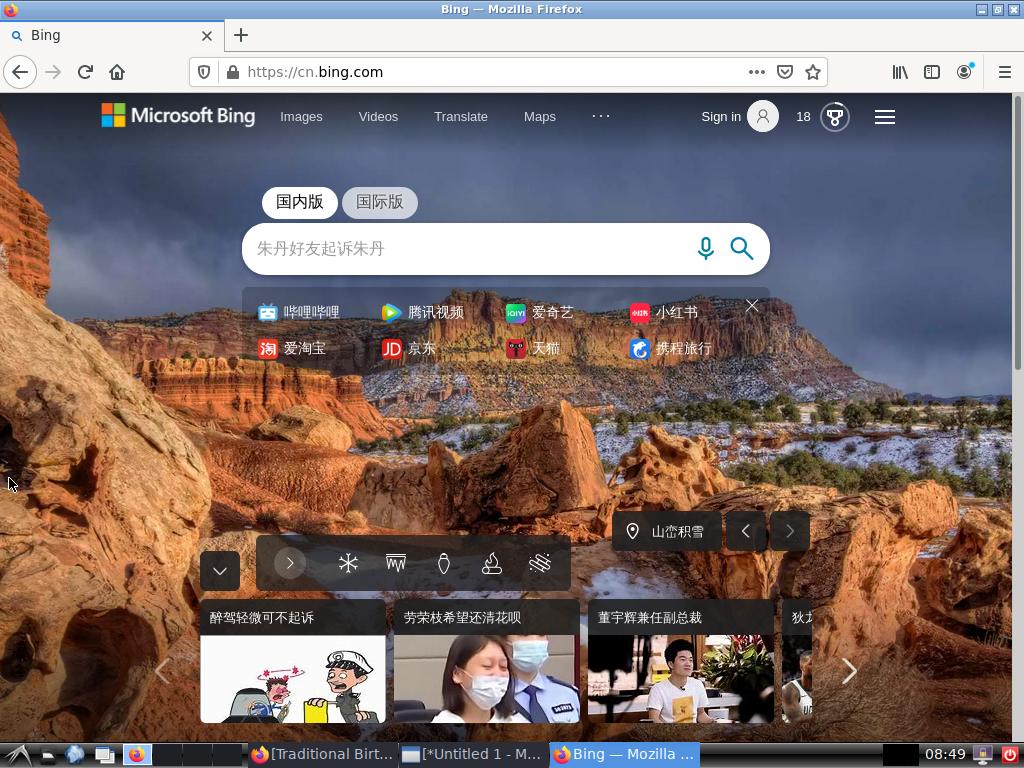 Bing — Mozilla Firefox
Bing
https://cn.bing.com
Microsoft Bing
Images
Videos
Translate
Maps
Sign in
18
国内版
国际版
朱丹好友起诉朱丹
哔哩哔哩
腾讯视频
爱奇艺
小红书
爱淘宝
京东
天猫
携程旅行
山峦积雪
醉驾轻微可不起诉
劳荣枝希望还清花呗
董宇辉兼任副总裁
[Traditional Birt...
[*Untitled 1 - M...
Bing — Mozilla ...
08:49